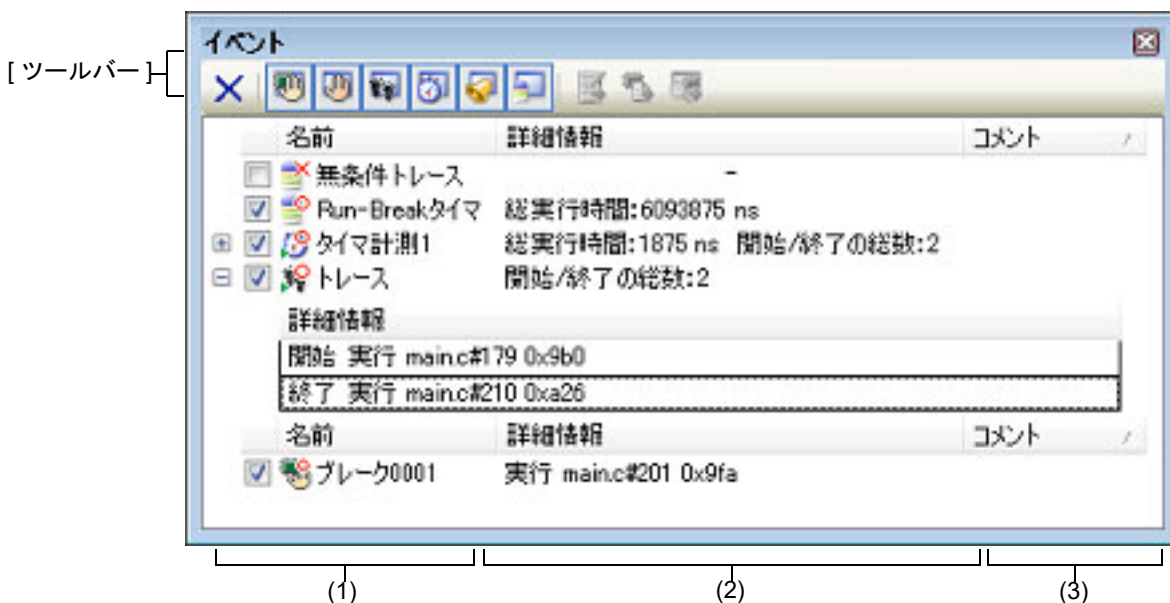 イベント
[ ツールバー ]
名前 詳細情報 コメント
無条件トレース -
Run-Breakタイマ 総実行時間:6093875 ns
タイマ計測1 総実行時間:1875 ns 開始/終了の総数:2
トレース 開始/終了の総数:2
詳細情報
開始 実行 main.c#179 0x9b0
終了 実行 main.c#210 0xa26
名前 詳細情報 コメント
ブレーク0001 実行 main.c#201 0x9fa
(1) (2) (3)